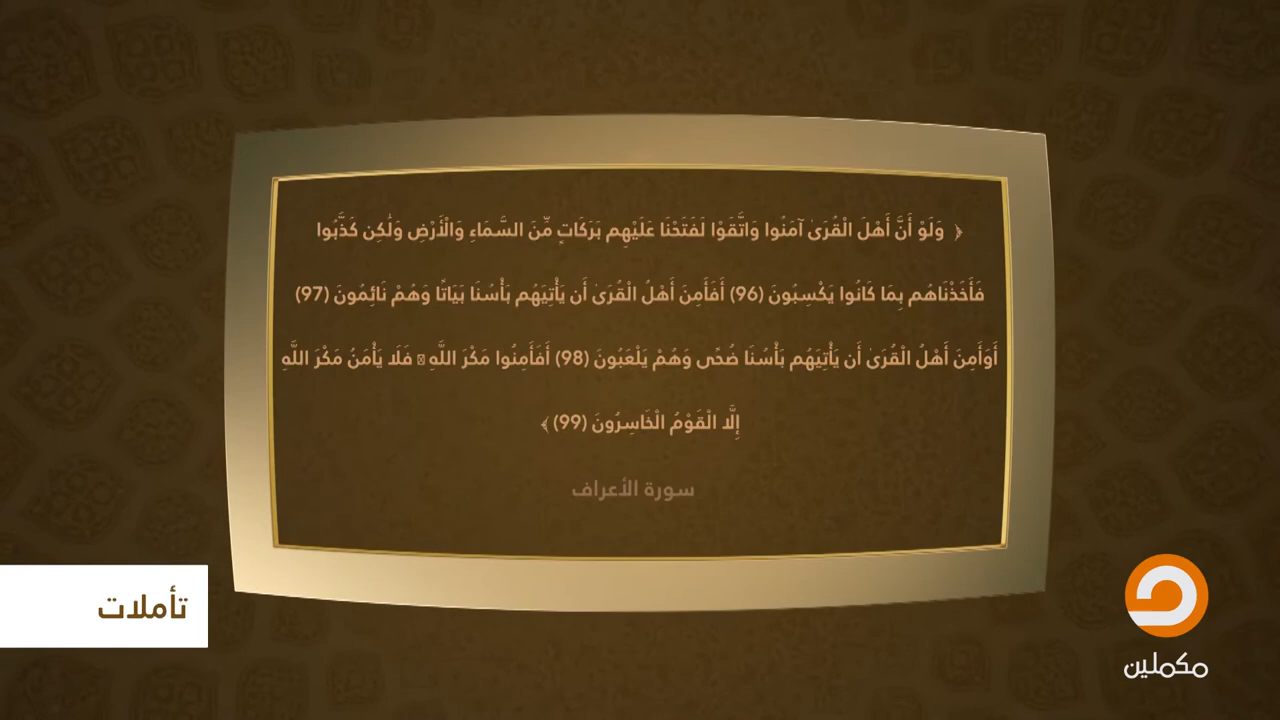 ﴿ وَلَوْ أَنَّ أَهْلَ الْقُرَىٰ آمَنُوا وَاتَّقَوْا لَفَتَحْنَا عَلَيْهِم بَرَكَاتٍ مِّنَ السَّمَاءِ وَالْأَرْضِ وَلَٰكِن كَذَّبُوا
فَأَخَذْنَاهُم بِمَا كَانُوا يَكْسِبُونَ (96) أَفَأَمِنَ أَهْلُ الْقُرَىٰ أَن يَأْتِيَهُم بَأْسُنَا بَيَاتًا وَهُمْ نَائِمُونَ (97)
أَوَأَمِنَ أَهْلُ الْقُرَىٰ أَن يَأْتِيَهُم بَأْسُنَا ضُحًى وَهُمْ يَلْعَبُونَ (98) أَفَأَمِنُوا مَكْرَ اللَّهِ فَلَا يَأْمَنُ مَكْرَ اللَّهِ
إِلَّا الْقَوْمُ الْخَاسِرُونَ (99) ﴾
سورة الأعراف
تأملات
مكملين